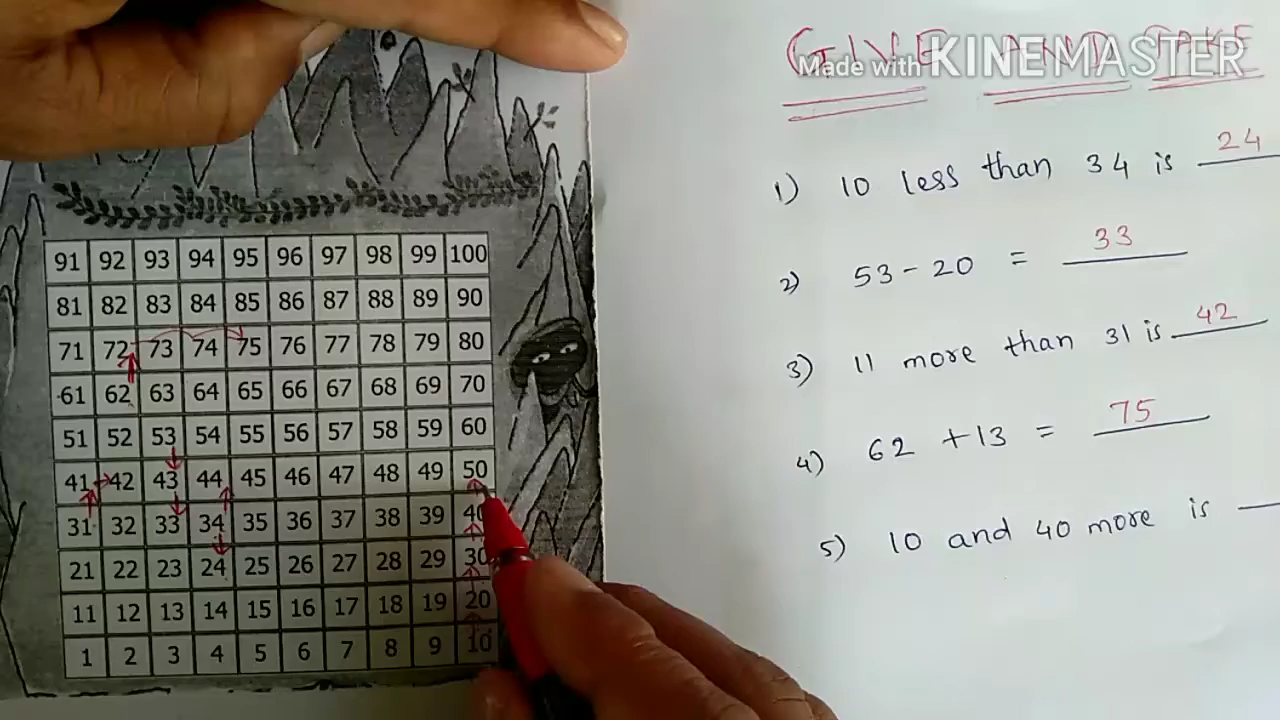 GIVE AND TAKE
Made with KINEMASTER
1) 10 less than 34 is 24
2) 53 - 20 = 33
3) 11 more than 31 is 42
4) 62 + 13 = 75
5) 10 and 40 more is
91 92 93 94 95 96 97 98 99 100
81 82 83 84 85 86 87 88 89 90
71 72 73 74 75 76 77 78 79 80
61 62 63 64 65 66 67 68 69 70
51 52 53 54 55 56 57 58 59 60
41 42 43 44 45 46 47 48 49 50
31 32 33 34 35 36 37 38 39 40
21 22 23 24 25 26 27 28 29 30
11 12 13 14 15 16 17 18 19 20
1 2 3 4 5 6 7 8 9 10